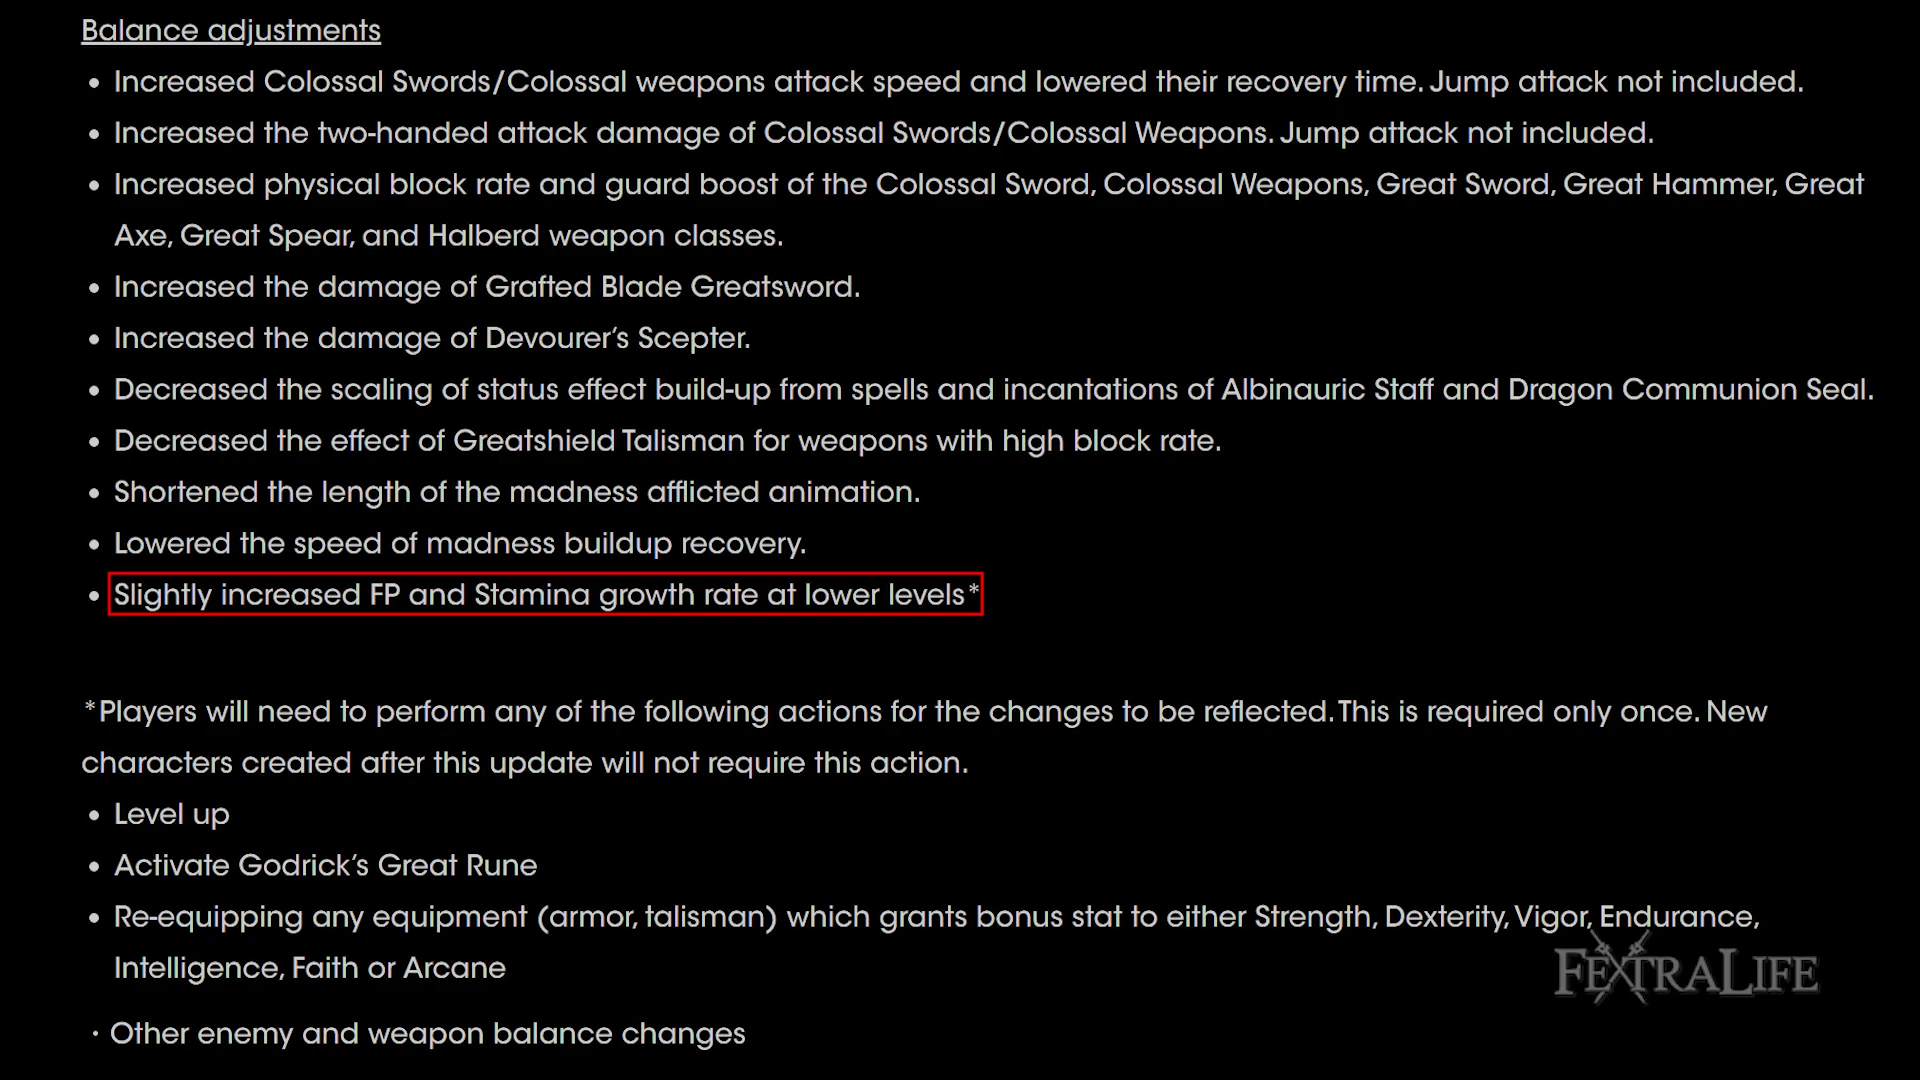 Balance adjustments
• Increased Colossal Swords/Colossal weapons attack speed and lowered their recovery time. Jump attack not included.
• Increased the two-handed attack damage of Colossal Swords/Colossal Weapons. Jump attack not included.
• Increased physical block rate and guard boost of the Colossal Sword, Colossal Weapons, Great Sword, Great Hammer, Great
Axe, Great Spear, and Halberd weapon classes.
• Increased the damage of Grafted Blade Greatsword.
• Increased the damage of Devourer’s Scepter.
• Decreased the scaling of status effect build-up from spells and incantations of Albinauric Staff and Dragon Communion Seal.
• Decreased the effect of Greatshield Talisman for weapons with high block rate.
• Shortened the length of the madness afflicted animation.
• Lowered the speed of madness buildup recovery.
• Slightly increased FP and Stamina growth rate at lower levels*
*Players will need to perform any of the following actions for the changes to be reflected. This is required only once. New
characters created after this update will not require this action.
• Level up
• Activate Godrick’s Great Rune
• Re-equipping any equipment (armor, talisman) which grants bonus stat to either Strength, Dexterity, Vigor, Endurance,
Intelligence, Faith or Arcane
FEXTRALIFE
· Other enemy and weapon balance changes